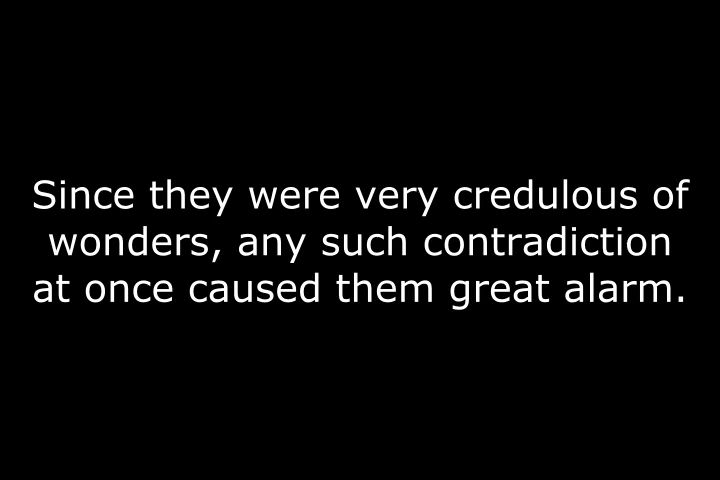 Since they were very credulous of
wonders, any such contradiction
at once caused them great alarm.